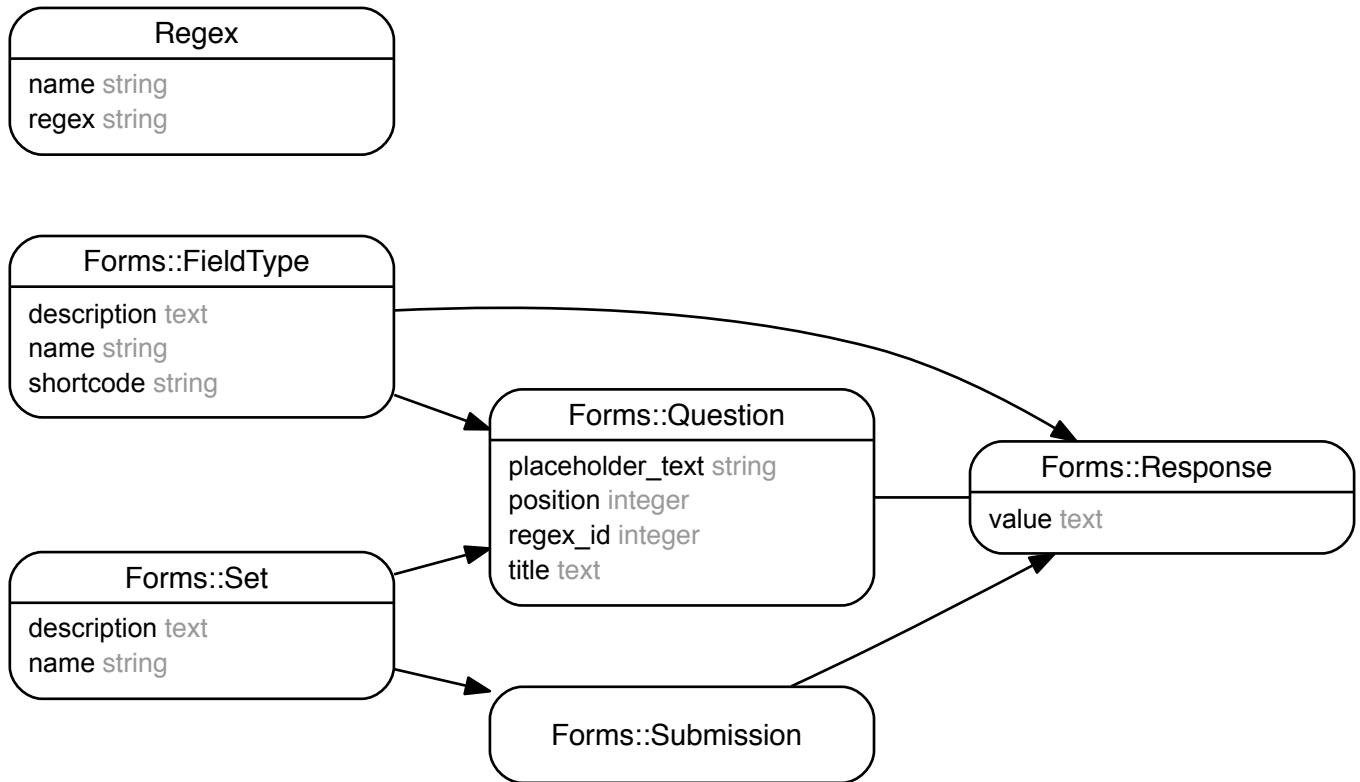 Regex
name string
regex string
Forms::FieldType
description text
name string
shortcode string
Forms::Question
placeholder_text string
position integer
regex_id integer
title text
Forms::Response
value text
Forms::Set
description text
name string
Forms::Submission